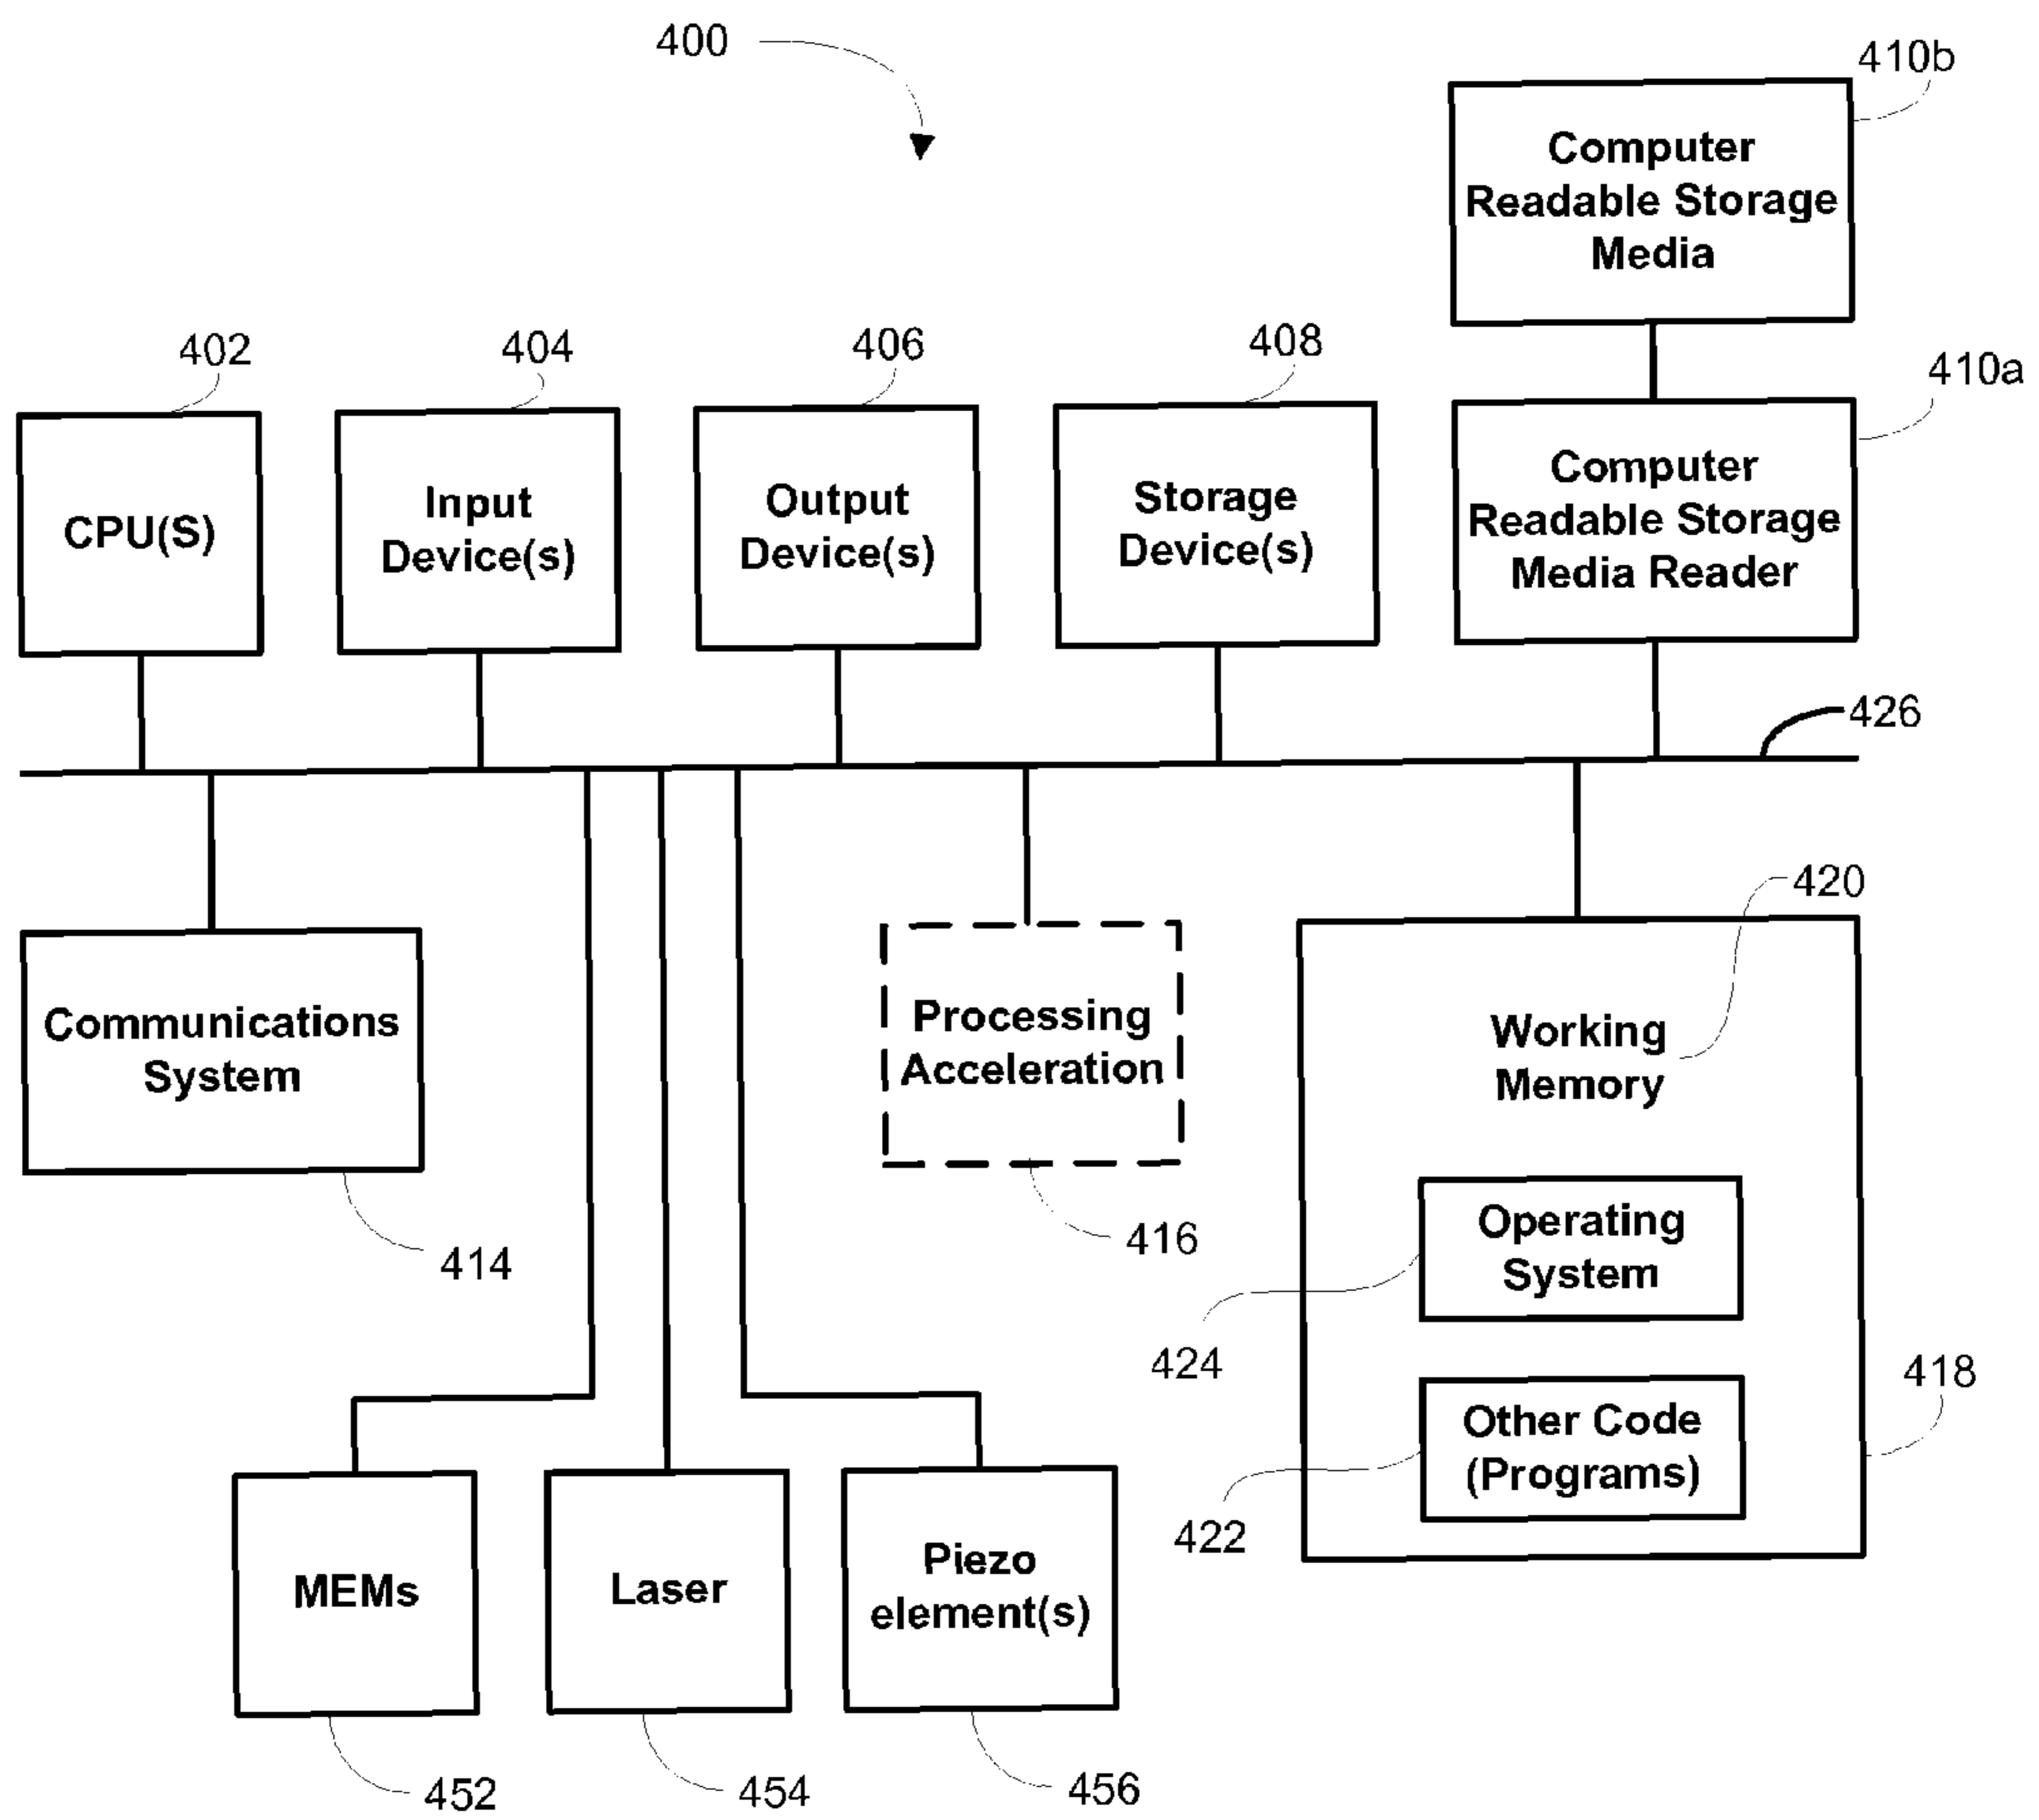 400
410b
Computer
Readable Storage
Media
402
404
406
408
410a
CPU(S)
Input
Device(s)
Output
Device(s)
Storage
Device(s)
Computer
Readable Storage
Media Reader
426
420
Communications
System
414
Processing
Acceleration
416
Working
Memory
Operating
System
424
418
Other Code
(Programs)
422
MEMs
452
Laser
454
Piezo
element(s)
456